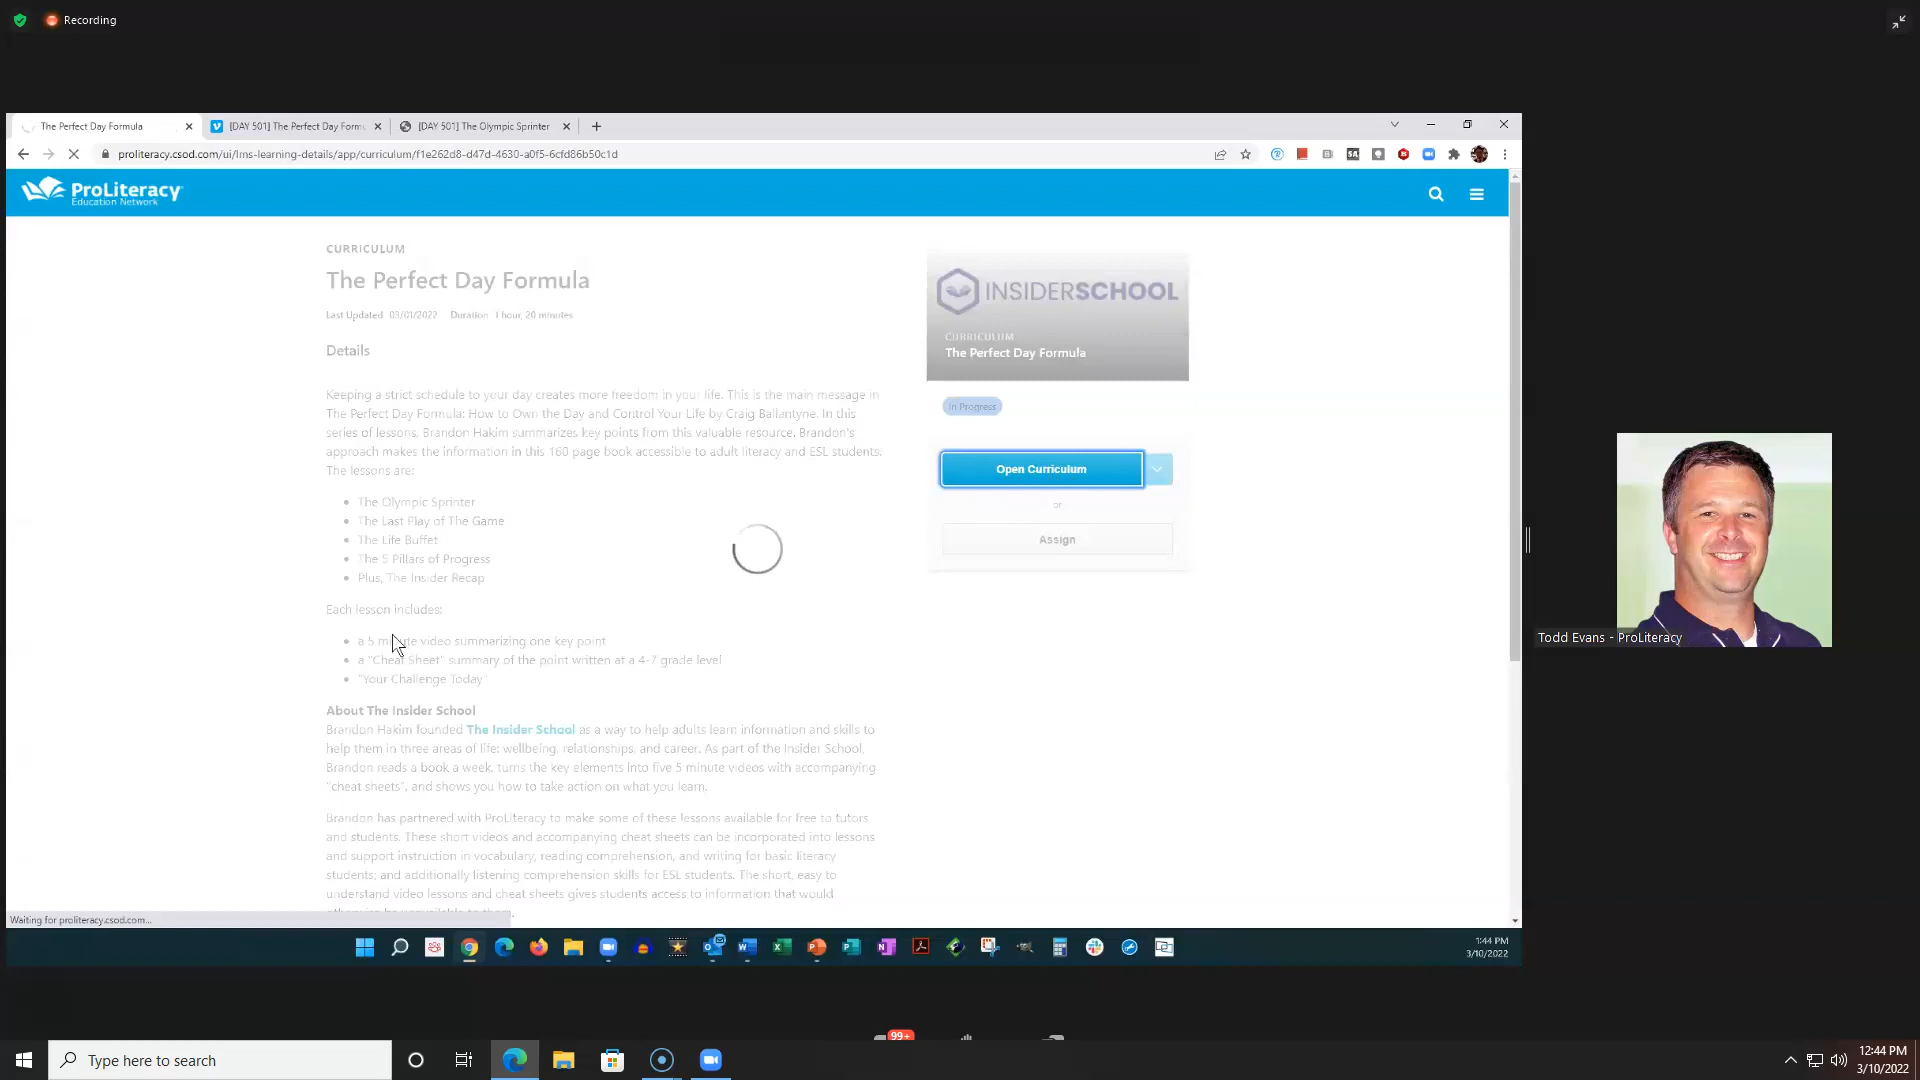 Recording
The Perfect Day Formula
[DAY 501] The Perfect Day Formu
[DAY 501] The Olympic Sprinter
proliteracy.csod.com/ui/lms-learning-details/app/curriculum/f1e262d8-d47d-4630-a0f5-6cfd86b50c1d
ProLiteracy
Education Network
CURRICULUM
The Perfect Day Formula
Last Updated 03/01/2022 Duration 1 hour, 20 minutes
Details
Keeping a strict schedule to your day creates more freedom in your life. This is the main message in
The Perfect Day Formula: How to Own the Day and Control Your Life by Craig Ballantyne. In this
series of lessons, Brandon Hakim summarizes key points from this valuable resource. Brandon's
approach makes the information in this 160 page book accessible to adult literacy and ESL students.
The lessons are:
The Olympic Sprinter
The Last Play of The Game
The Life Buffet
The 5 Pillars of Progress
Plus, The Insider Recap
Each lesson includes:
a 5 minute video summarizing one key point
a "Cheat Sheet" summary of the point written at a 4-7 grade level
"Your Challenge Today"
About The Insider School
Brandon Hakim founded The Insider School as a way to help adults learn information and skills to
help them in three areas of life: wellbeing, relationships, and career. As part of the Insider School,
Brandon reads a book a week, turns the key elements into five 5 minute videos with accompanying
"cheat sheets", and shows you how to take action on what you learn.
Brandon has partnered with ProLiteracy to make some of these lessons available for free to tutors
and students. These short videos and accompanying cheat sheets can be incorporated into lessons
and support instruction in vocabulary, reading comprehension, and writing for basic literacy
students; and additionally listening comprehension skills for ESL students. The short, easy to
understand video lessons and cheat sheets gives students access to information that would
INSIDERSCHOOL
CURRICULUM
The Perfect Day Formula
In Progress
Open Curriculum
or
Assign
Waiting for proliteracy.csod.com...
1:44 PM
3/10/2022
Todd Evans - ProLiteracy
99+
Type here to search
12:44 PM
3/10/2022